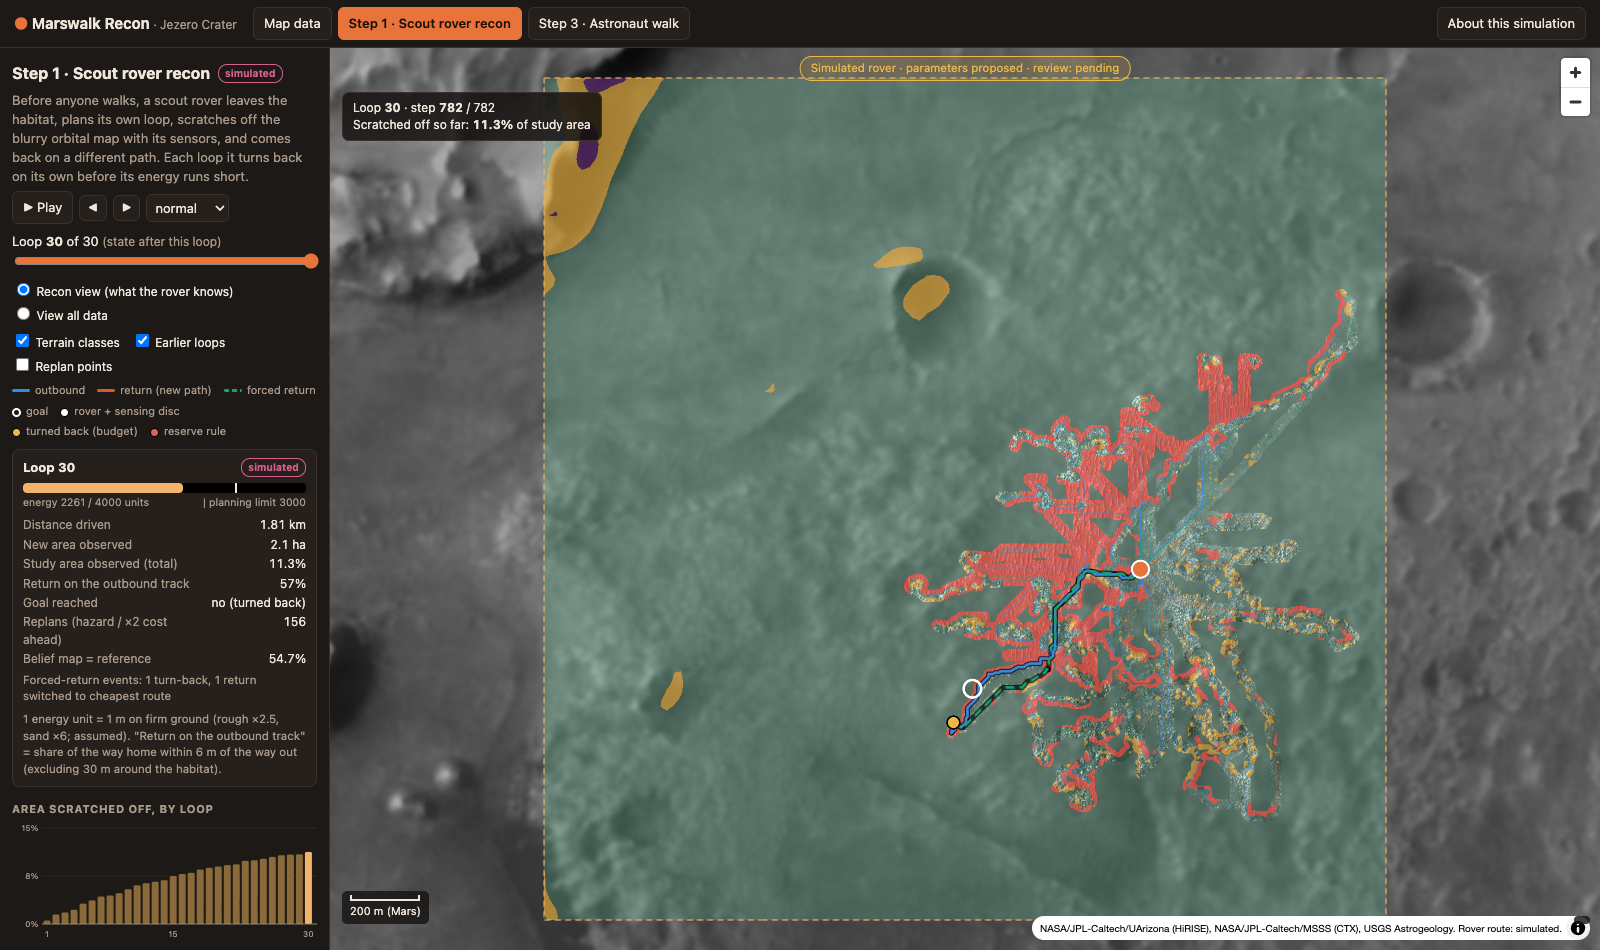 Marswalk Recon · Jezero Crater
Map data
Step 1 · Scout rover recon
Step 3 · Astronaut walk
About this simulation
Step 1 · Scout rover recon
simulated
Before anyone walks, a scout rover leaves the
habitat, plans its own loop, scratches off the
blurry orbital map with its sensors, and comes
back on a different path. Each loop it turns back
on its own before its energy runs short.
Play
normal
Loop 30 of 30 (state after this loop)
Recon view (what the rover knows)
View all data
Terrain classes
Earlier loops
Replan points
outbound
return (new path)
forced return
goal
rover + sensing disc
turned back (budget)
reserve rule
Loop 30
simulated
energy 2261 / 4000 units
| planning limit 3000
Distance driven 1.81 km
New area observed 2.1 ha
Study area observed (total) 11.3%
Return on the outbound track 57%
Goal reached no (turned back)
Replans (hazard / ×2 cost 156
ahead)
Belief map = reference 54.7%
Forced-return events: 1 turn-back, 1 return
switched to cheapest route
1 energy unit = 1 m on firm ground (rough ×2.5,
sand ×6; assumed). "Return on the outbound track"
= share of the way home within 6 m of the way out
(excluding 30 m around the habitat).
AREA SCRATCHED OFF, BY LOOP
15%
8%
0%
1 15 30
Simulated rover · parameters proposed · review: pending
Loop 30 · step 782 / 782
Scratched off so far: 11.3% of study area
+
−
200 m (Mars)
NASA/JPL-Caltech/UArizona (HiRISE), NASA/JPL-Caltech/MSSS (CTX), USGS Astrogeology. Rover route: simulated.